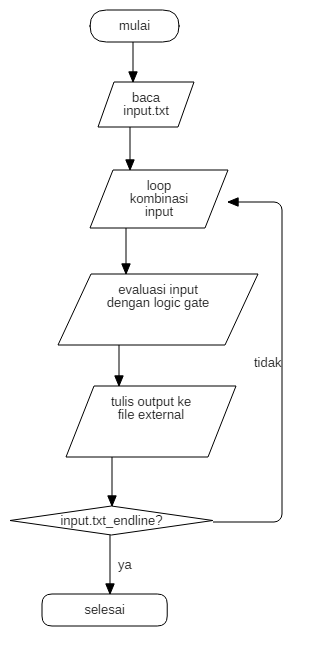 mulai
baca
input.txt
loop
kombinasi
input
evaluasi input
dengan logic gate
tidak
tulis output ke
file external
input.txt_endline?
ya
selesai